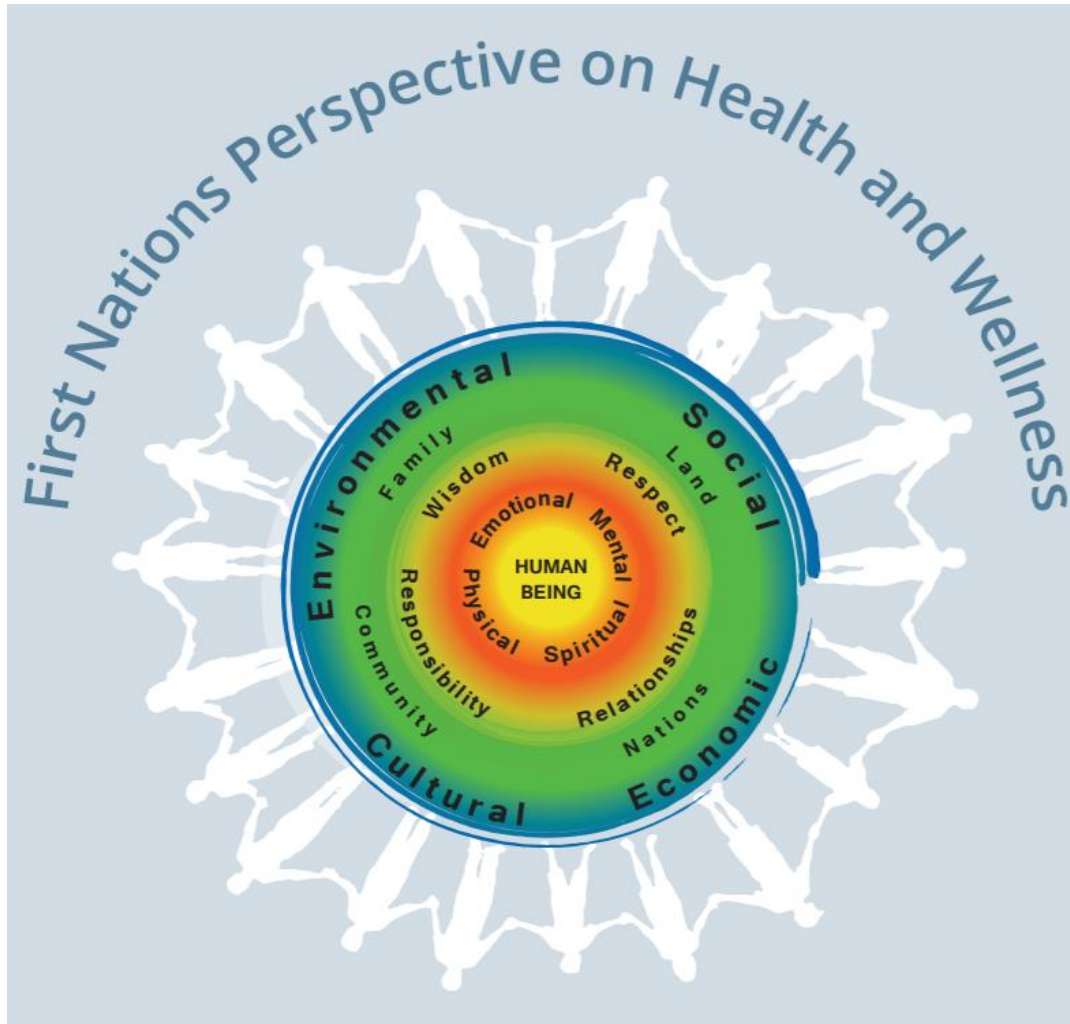 First Nations Perspective on Health and Wellness
Environmental
Social
Family
Land
Wisdom
Respect
Emotional
Mental
HUMAN
BEING
Physical
Spiritual
Responsibility
Relationships
Community
Nations
Cultural
Economic